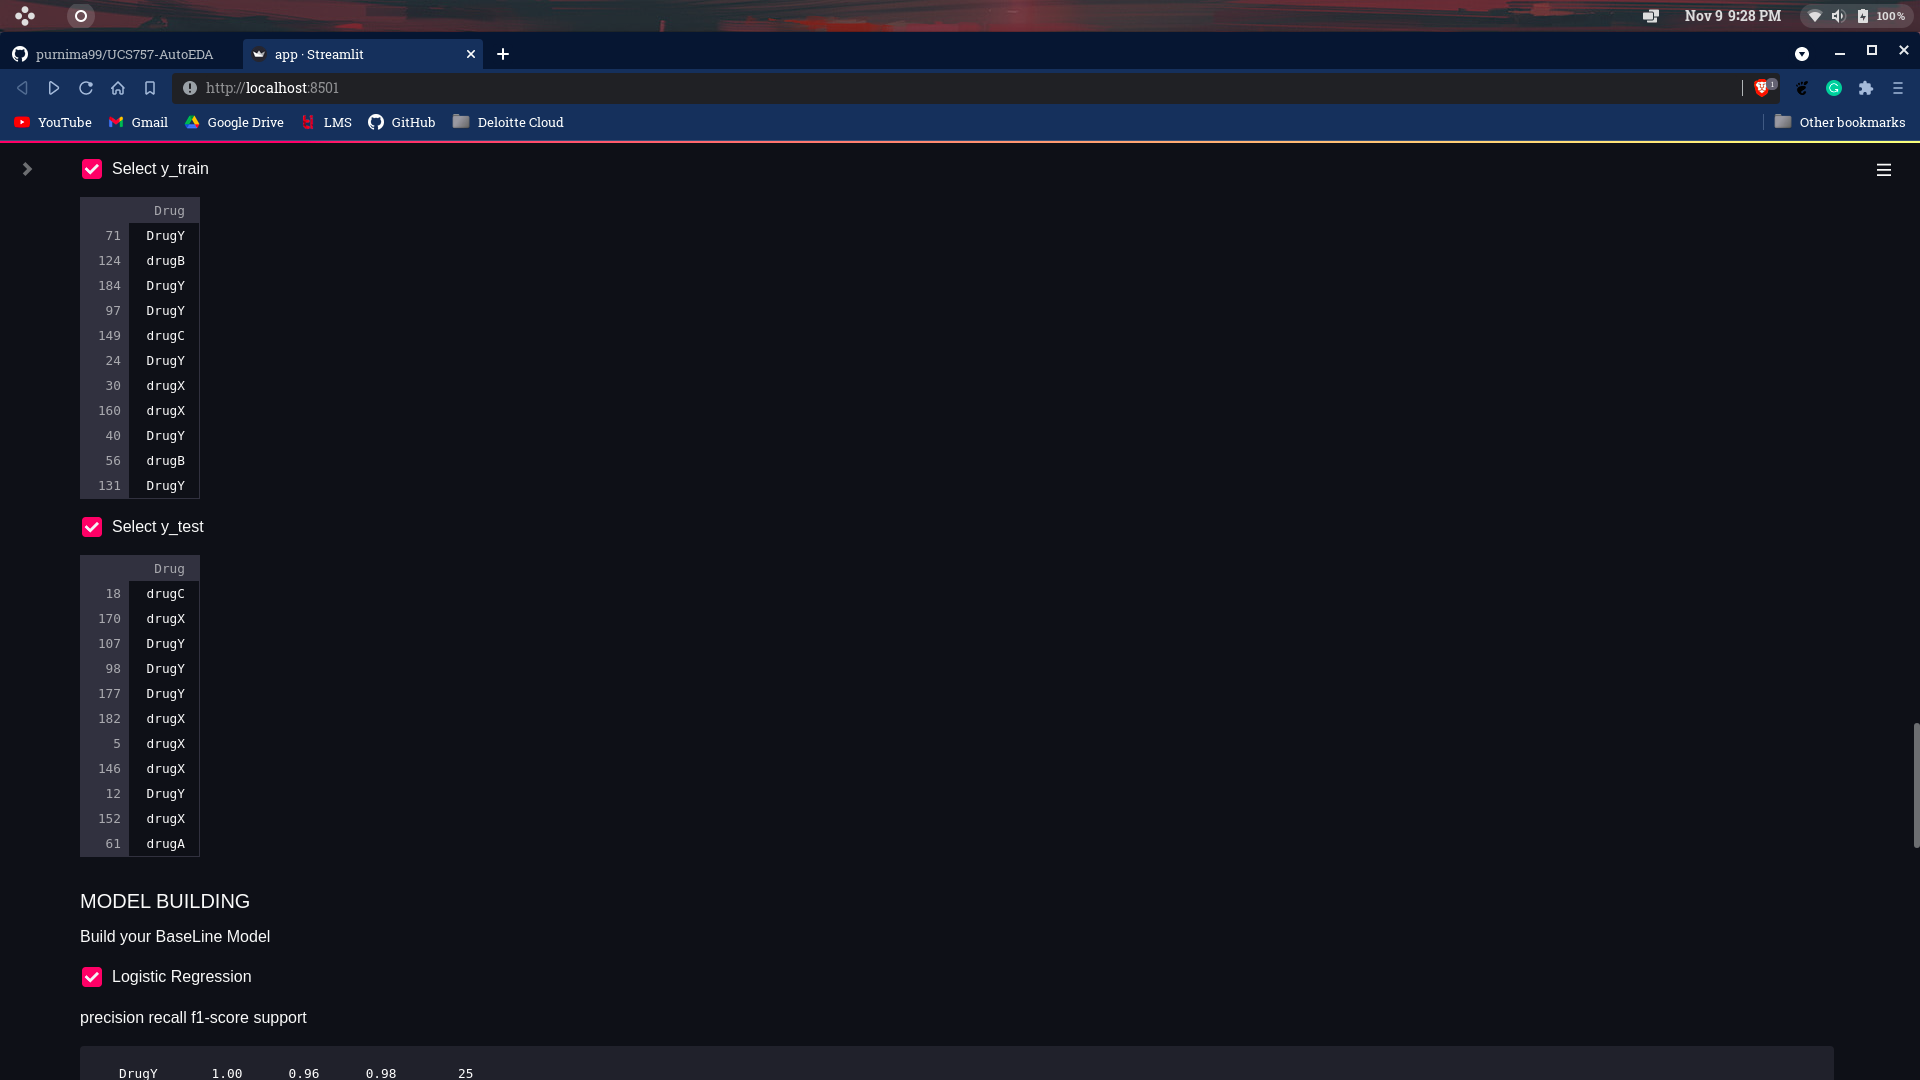 Nov 9 9:28 PM
100%
purnima99/UCS757-AutoEDA
app · Streamlit
http://localhost:8501
1
YouTube
Gmail
Google Drive
LMS
GitHub
Deloitte Cloud
Other bookmarks
Select y_train
Drug
71 DrugY
124 drugB
184 DrugY
97 DrugY
149 drugC
24 DrugY
30 drugX
160 drugX
40 DrugY
56 drugB
131 DrugY
Select y_test
Drug
18 drugC
170 drugX
107 DrugY
98 DrugY
177 DrugY
182 drugX
5 drugX
146 drugX
12 DrugY
152 drugX
61 drugA
MODEL BUILDING
Build your BaseLine Model
Logistic Regression
precision recall f1-score support
DrugY 1.00 0.96 0.98 25